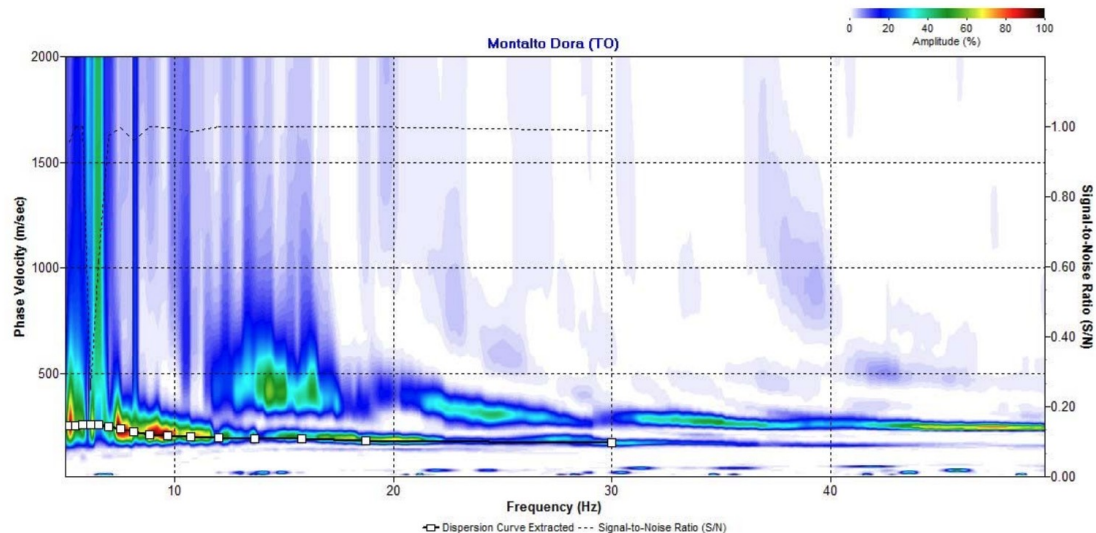 0 20 40 60 80 100
Amplitude (%)
Montalto Dora (TO)
2000
1500
1000
500
Phase Velocity (m/sec)
1.00
0.80
0.60
0.40
0.20
0.00
Signal-to-Noise Ratio (S/N)
10 20 30 40
Frequency (Hz)
Dispersion Curve Extracted Signal-to-Noise Ratio (S/N)